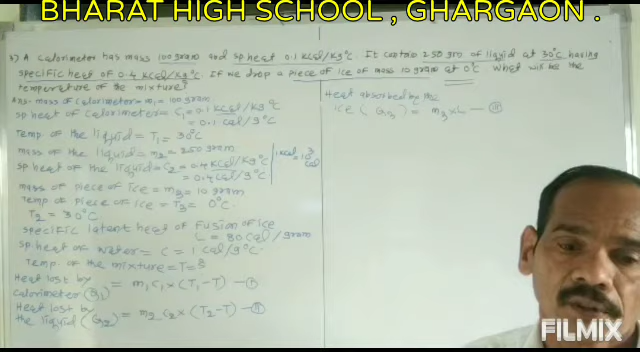 BHARAT HIGH SCHOOL , GHARGAON .
A calorimeter has mass 100 gram and sp heat 0.1 kcal/kg°C. It contain 250 gm of liquid at 30°C having
specific heat of 0.4 kcal/kg°C. If we drop a piece of ice of mass 10 gram at 0°C what will be the
temperature of the mixture?
Ans. mass of calorimeter = m₁ = 100 gram
sp heat of calorimeter = C₁ = 0.1 kcal/kg°C
= 0.1 cal/g°C
Temp. of the liquid = T₁ = 30°C
mass of the liquid = m₂ = 250 gram
sp heat of the liquid = C₂ = 0.4 kcal/kg°C
= 0.4 cal/g°C
1 kcal = 10³ cal
mass of piece of ice = m₃ = 10 gram
Temp. of piece of ice = T₃ = 0°C
T₂ = 30°C
specific latent heat of fusion of ice
L = 80 cal/gram
sp. heat of water = C = 1 cal/g°C
Temp. of the mixture = T = ?
Heat lost by
calorimeter (Q₁) = m₁c₁ × (T₁ - T) - I
Heat lost by
the liquid (Q₂) = m₂ c₂ × (T₂ - T) - II
Heat absorbed by the
ice (Q₃) = m₃ × L - III
FILMIX